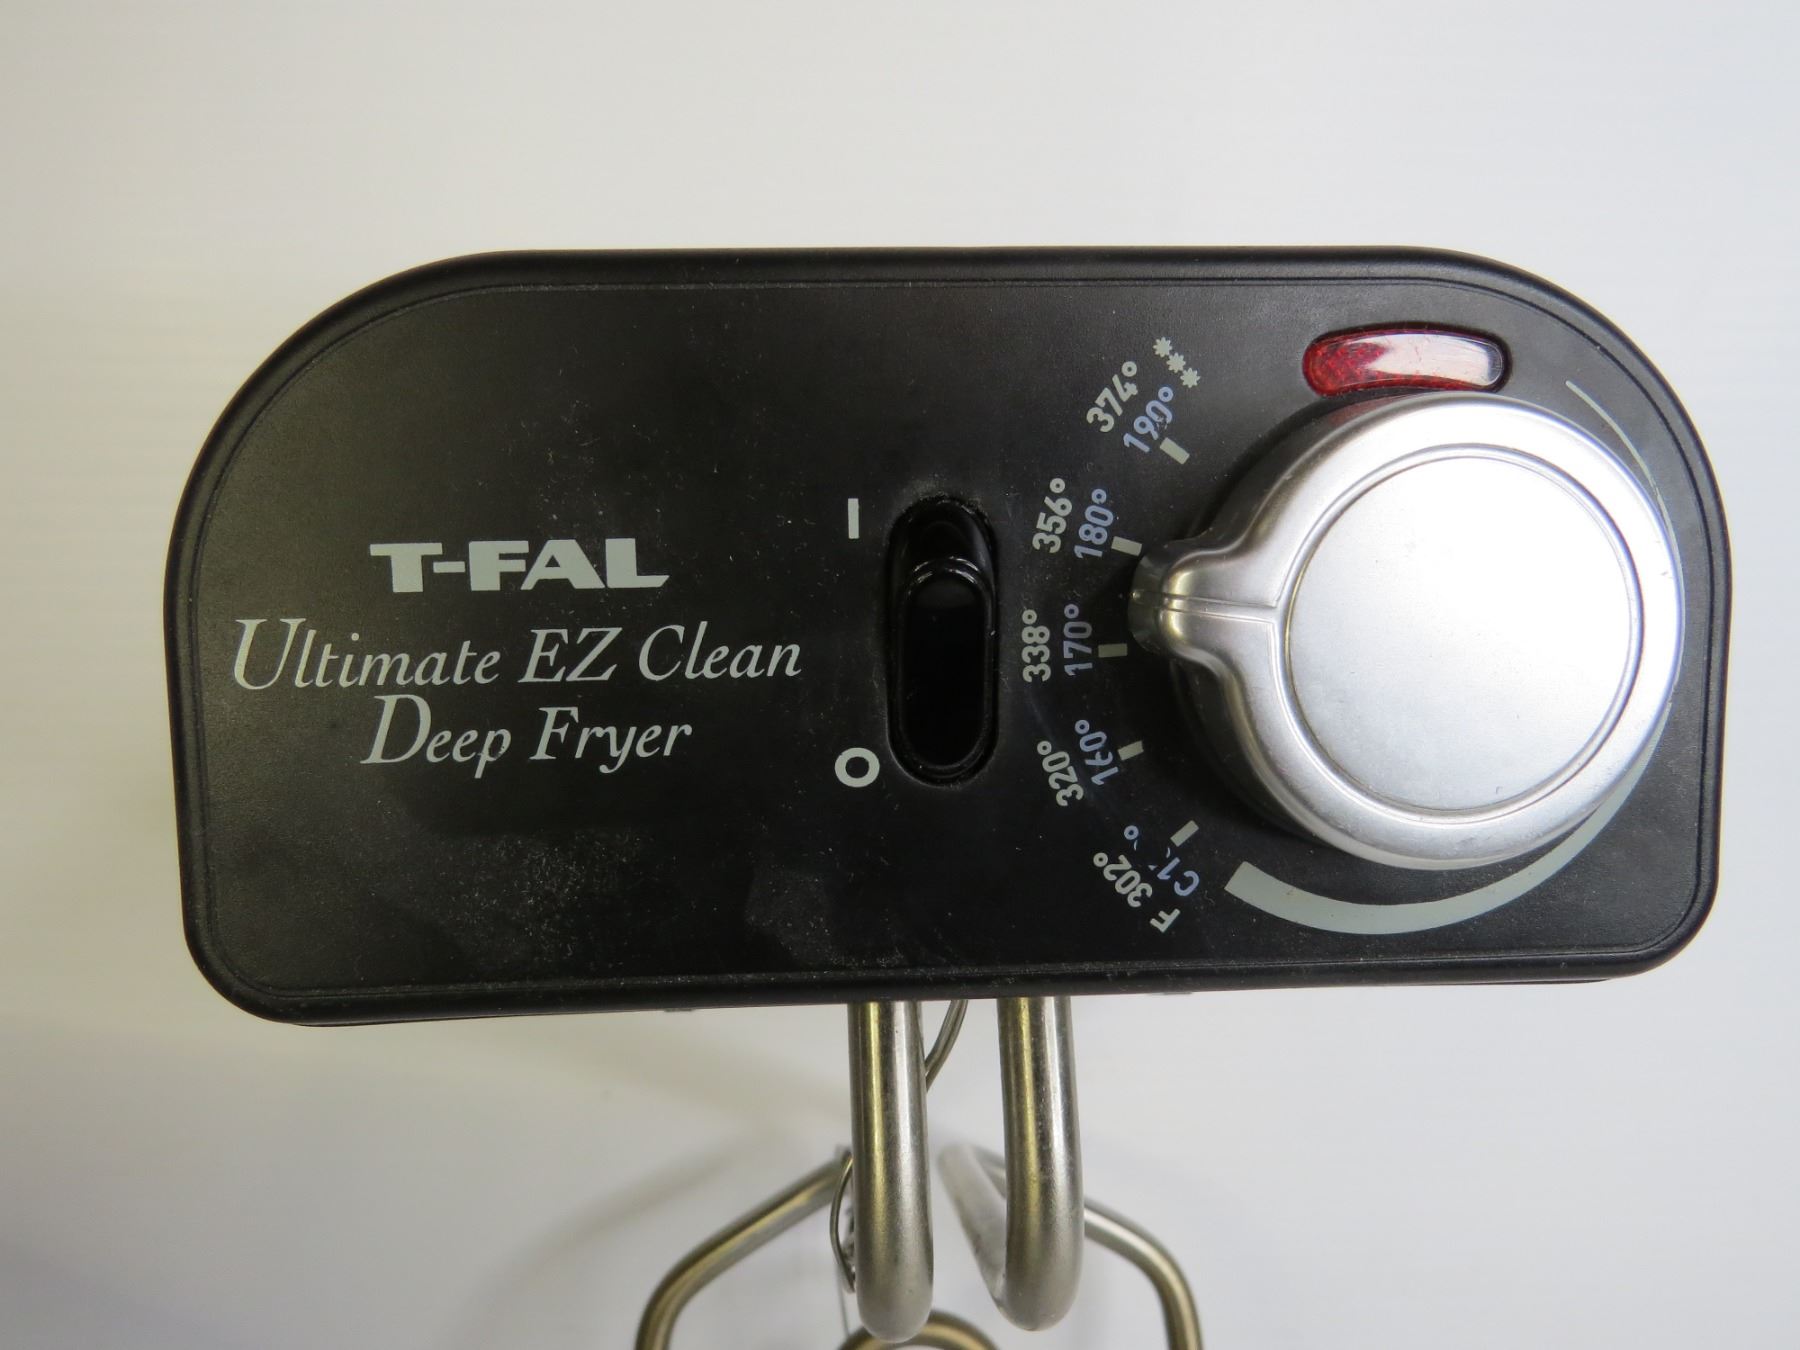 T-FAL
Ultimate EZ Clean
Deep Fryer
I
O
374°
190°
***
356°
180°
338°
170°
320°
160°
F 302°